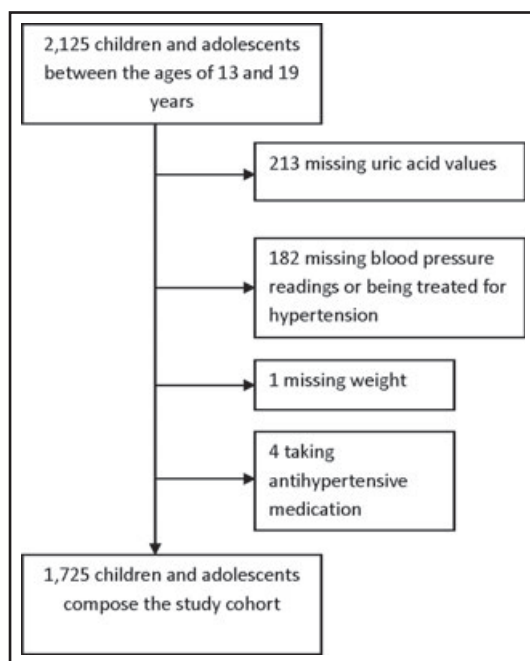 2,125 children and adolescents
between the ages of 13 and 19
years
213 missing uric acid values
182 missing blood pressure
readings or being treated for
hypertension
1 missing weight
4 taking
antihypertensive
medication
1,725 children and adolescents
compose the study cohort